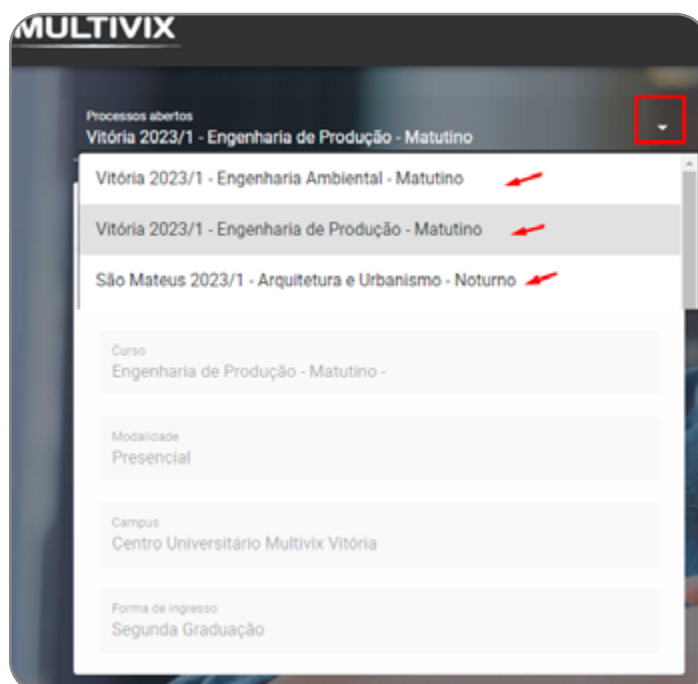 MULTIVIX
Processos abertos
Vitória 2023/1 - Engenharia de Produção - Matutino
Vitória 2023/1 - Engenharia Ambiental - Matutino
Vitória 2023/1 - Engenharia de Produção - Matutino
São Mateus 2023/1 - Arquitetura e Urbanismo - Noturno
Curso
Engenharia de Produção - Matutino -
Modalidade
Presencial
Campus
Centro Universitário Multivix Vitória
Forma de ingresso
Segunda Graduação